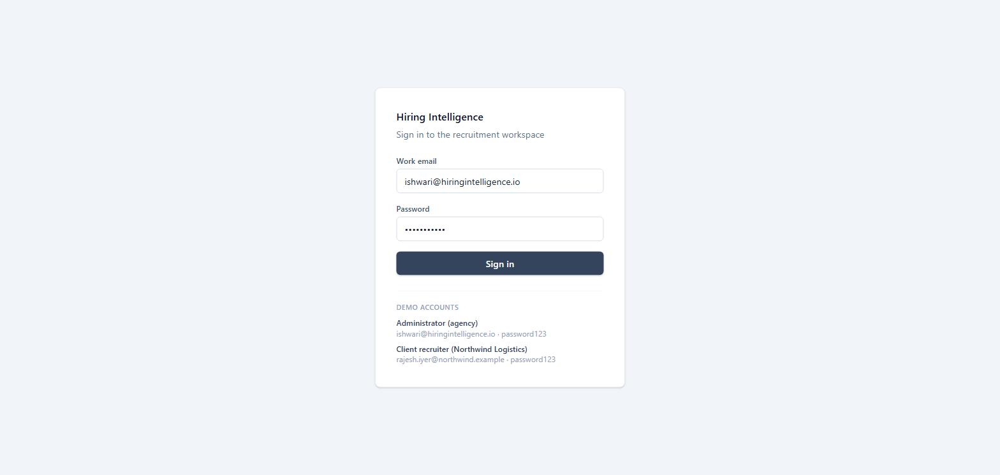 Hiring Intelligence
Sign in to the recruitment workspace
Work email
ishwari@hiringintelligence.io
Password
•••••••••••
Sign in
DEMO ACCOUNTS
Administrator (agency)
ishwari@hiringintelligence.io · password123
Client recruiter (Northwind Logistics)
rajesh.iyer@northwind.example · password123